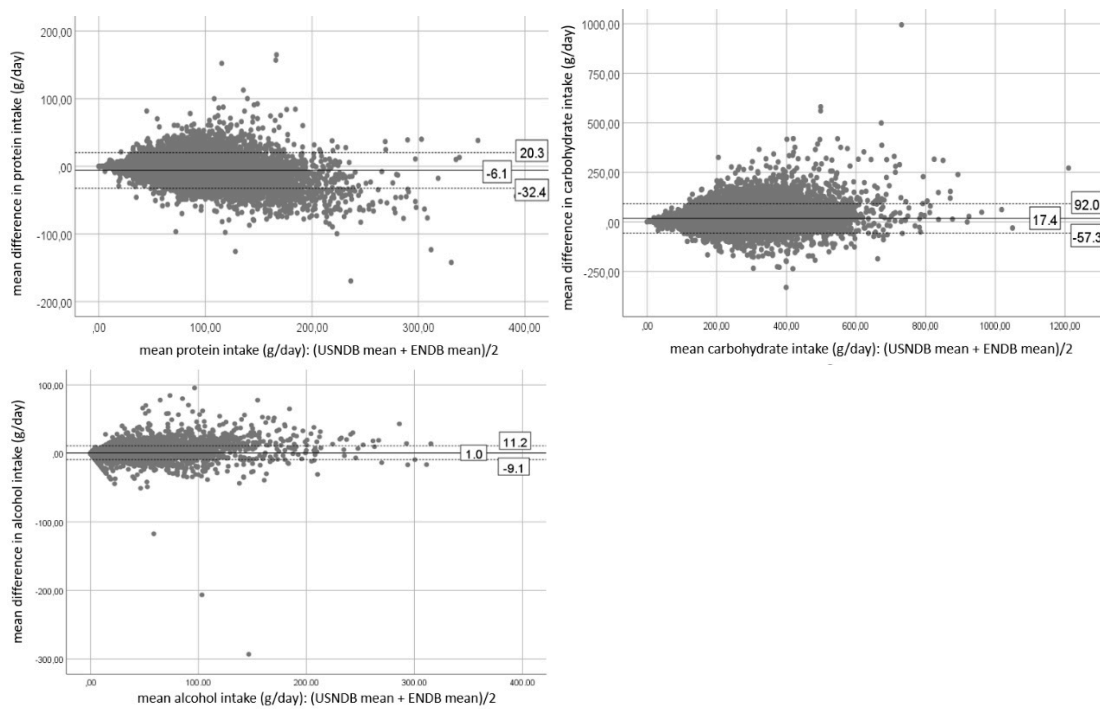 mean difference in protein intake (g/day)
200,00
100,00
,00
-100,00
-200,00
20.3
-6.1
-32.4
,00 100,00 200,00 300,00 400,00
mean protein intake (g/day): (USNDB mean + ENDB mean)/2
mean difference in carbohydrate intake (g/day)
1000,00
750,00
500,00
250,00
,00
-250,00
92.0
17.4
-57.3
,00 200,00 400,00 600,00 800,00 1000,00 1200,00
mean carbohydrate intake (g/day): (USNDB mean + ENDB mean)/2
mean difference in alcohol intake (g/day)
100,00
,00
-100,00
-200,00
-300,00
11.2
1.0
-9.1
,00 100,00 200,00 300,00 400,00
mean alcohol intake (g/day): (USNDB mean + ENDB mean)/2